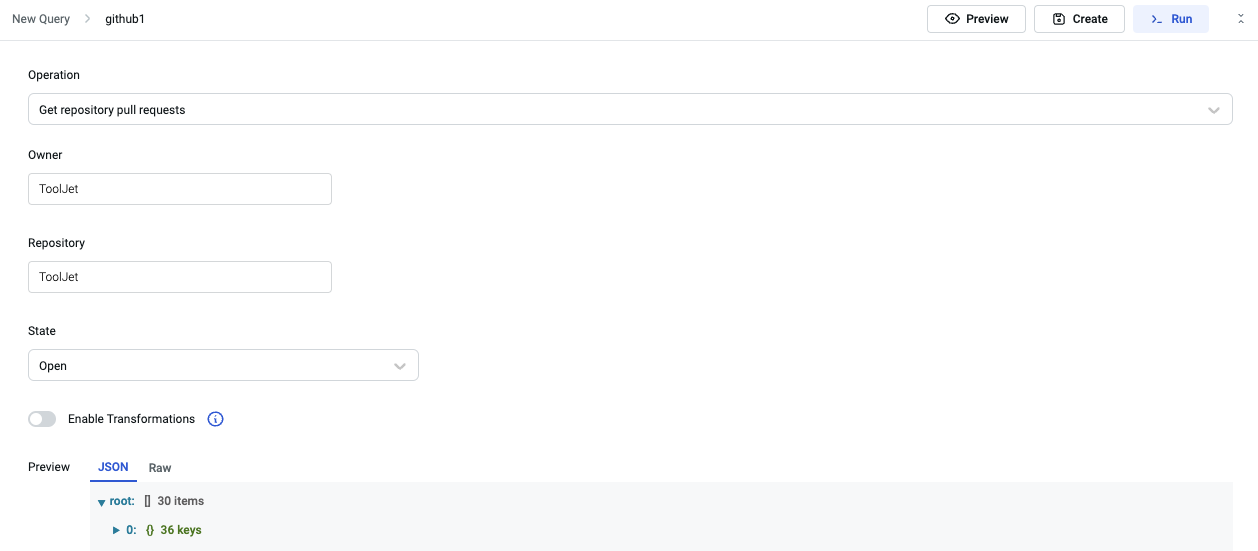 New Query > github1 Preview Create Run
Operation
Get repository pull requests
Owner
ToolJet
Repository
ToolJet
State
Open
Enable Transformations
Preview JSON Raw
root: [] 30 items
0: {} 36 keys